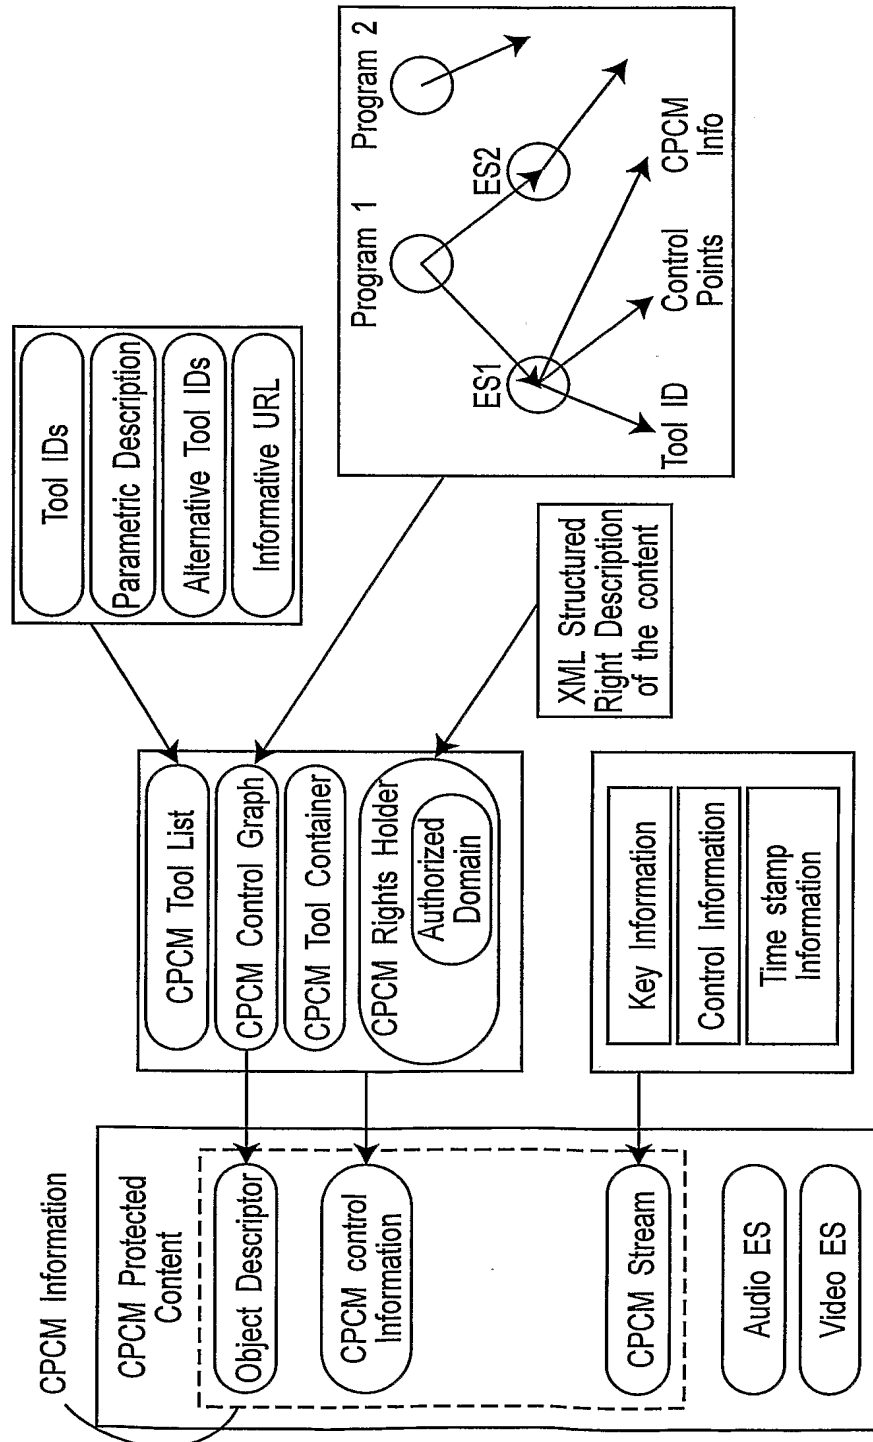 CPCM Information
CPCM Protected
Content
Object Descriptor
CPCM control
Information
CPCM Stream
Audio ES
Video ES
CPCM Tool List
CPCM Control Graph
CPCM Tool Container
CPCM Rights Holder
Authorized
Domain
Key Information
Control Information
Time stamp
Information
Tool IDs
Parametric Description
Alternative Tool IDs
Informative URL
XML Structured
Right Description
of the content
Program 1
Program 2
ES1
ES2
Tool ID
Control
Points
CPCM
Info